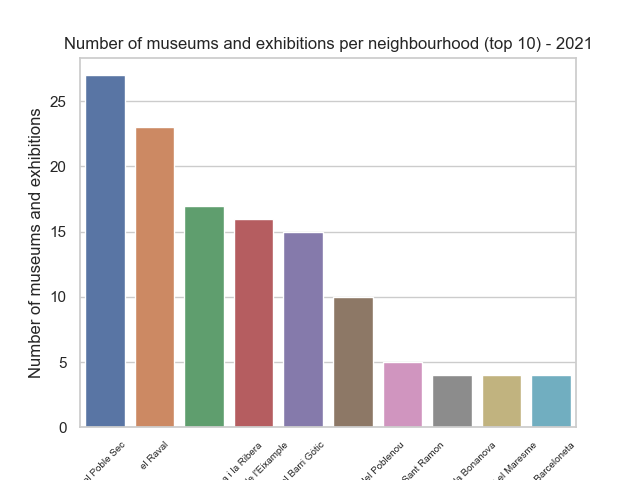 Number of museums and exhibitions per neighbourhood (top 10) - 2021
Number of museums and exhibitions
25
20
15
10
5
0
el Poble Sec
el Raval
a i la Ribera
de l'Eixample
el Barri Gòtic
del Poblenou
Sant Ramon
la Bonanova
el Maresme
Barceloneta